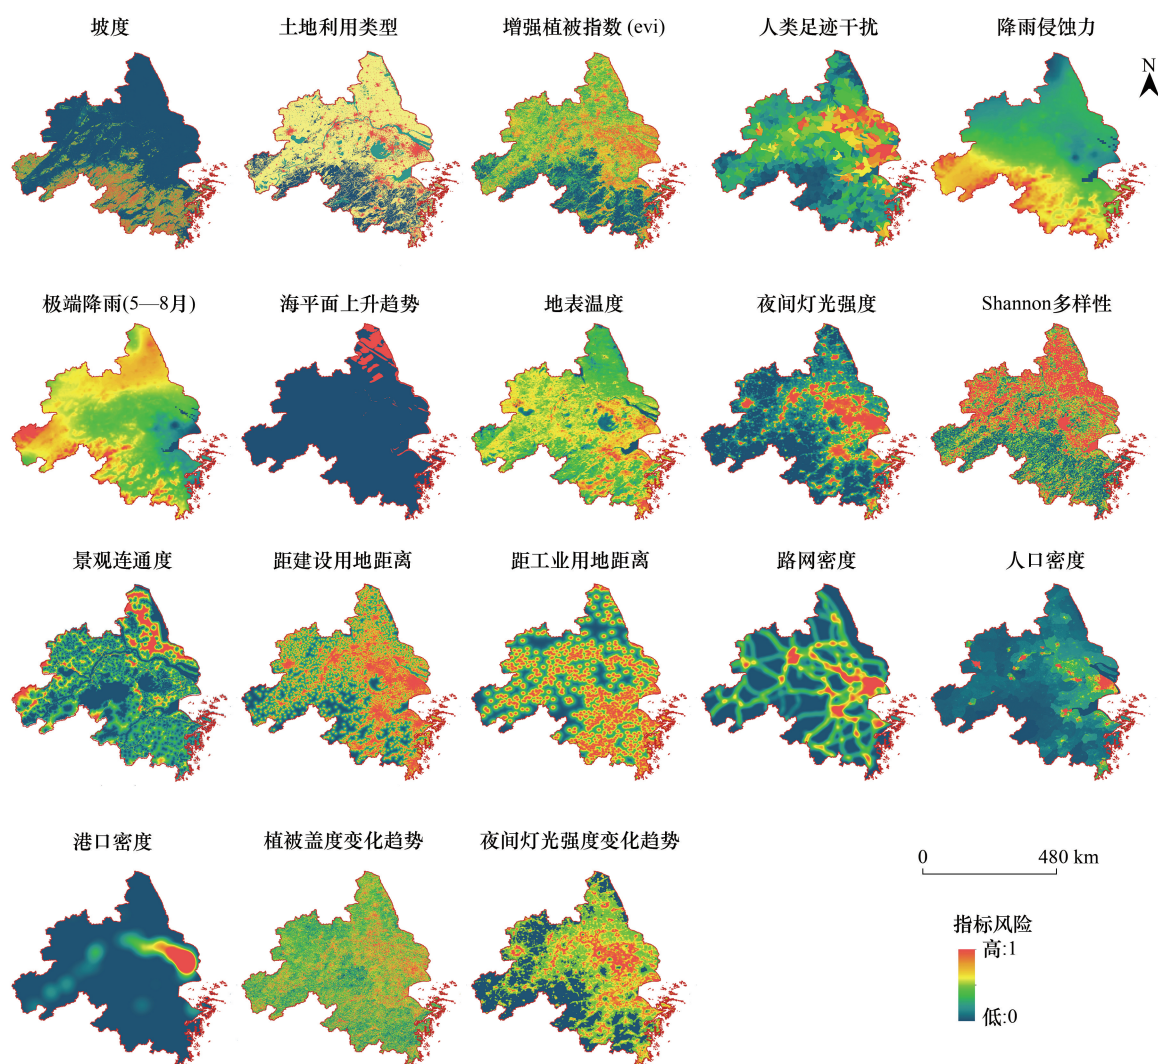 坡度
土地利用类型
增强植被指数 (evi)
人类足迹干扰
降雨侵蚀力
N
极端降雨(5—8月)
海平面上升趋势
地表温度
夜间灯光强度
Shannon多样性
景观连通度
距建设用地距离
距工业用地距离
路网密度
人口密度
港口密度
植被盖度变化趋势
夜间灯光强度变化趋势
0 480 km
指标风险
高:1
低:0